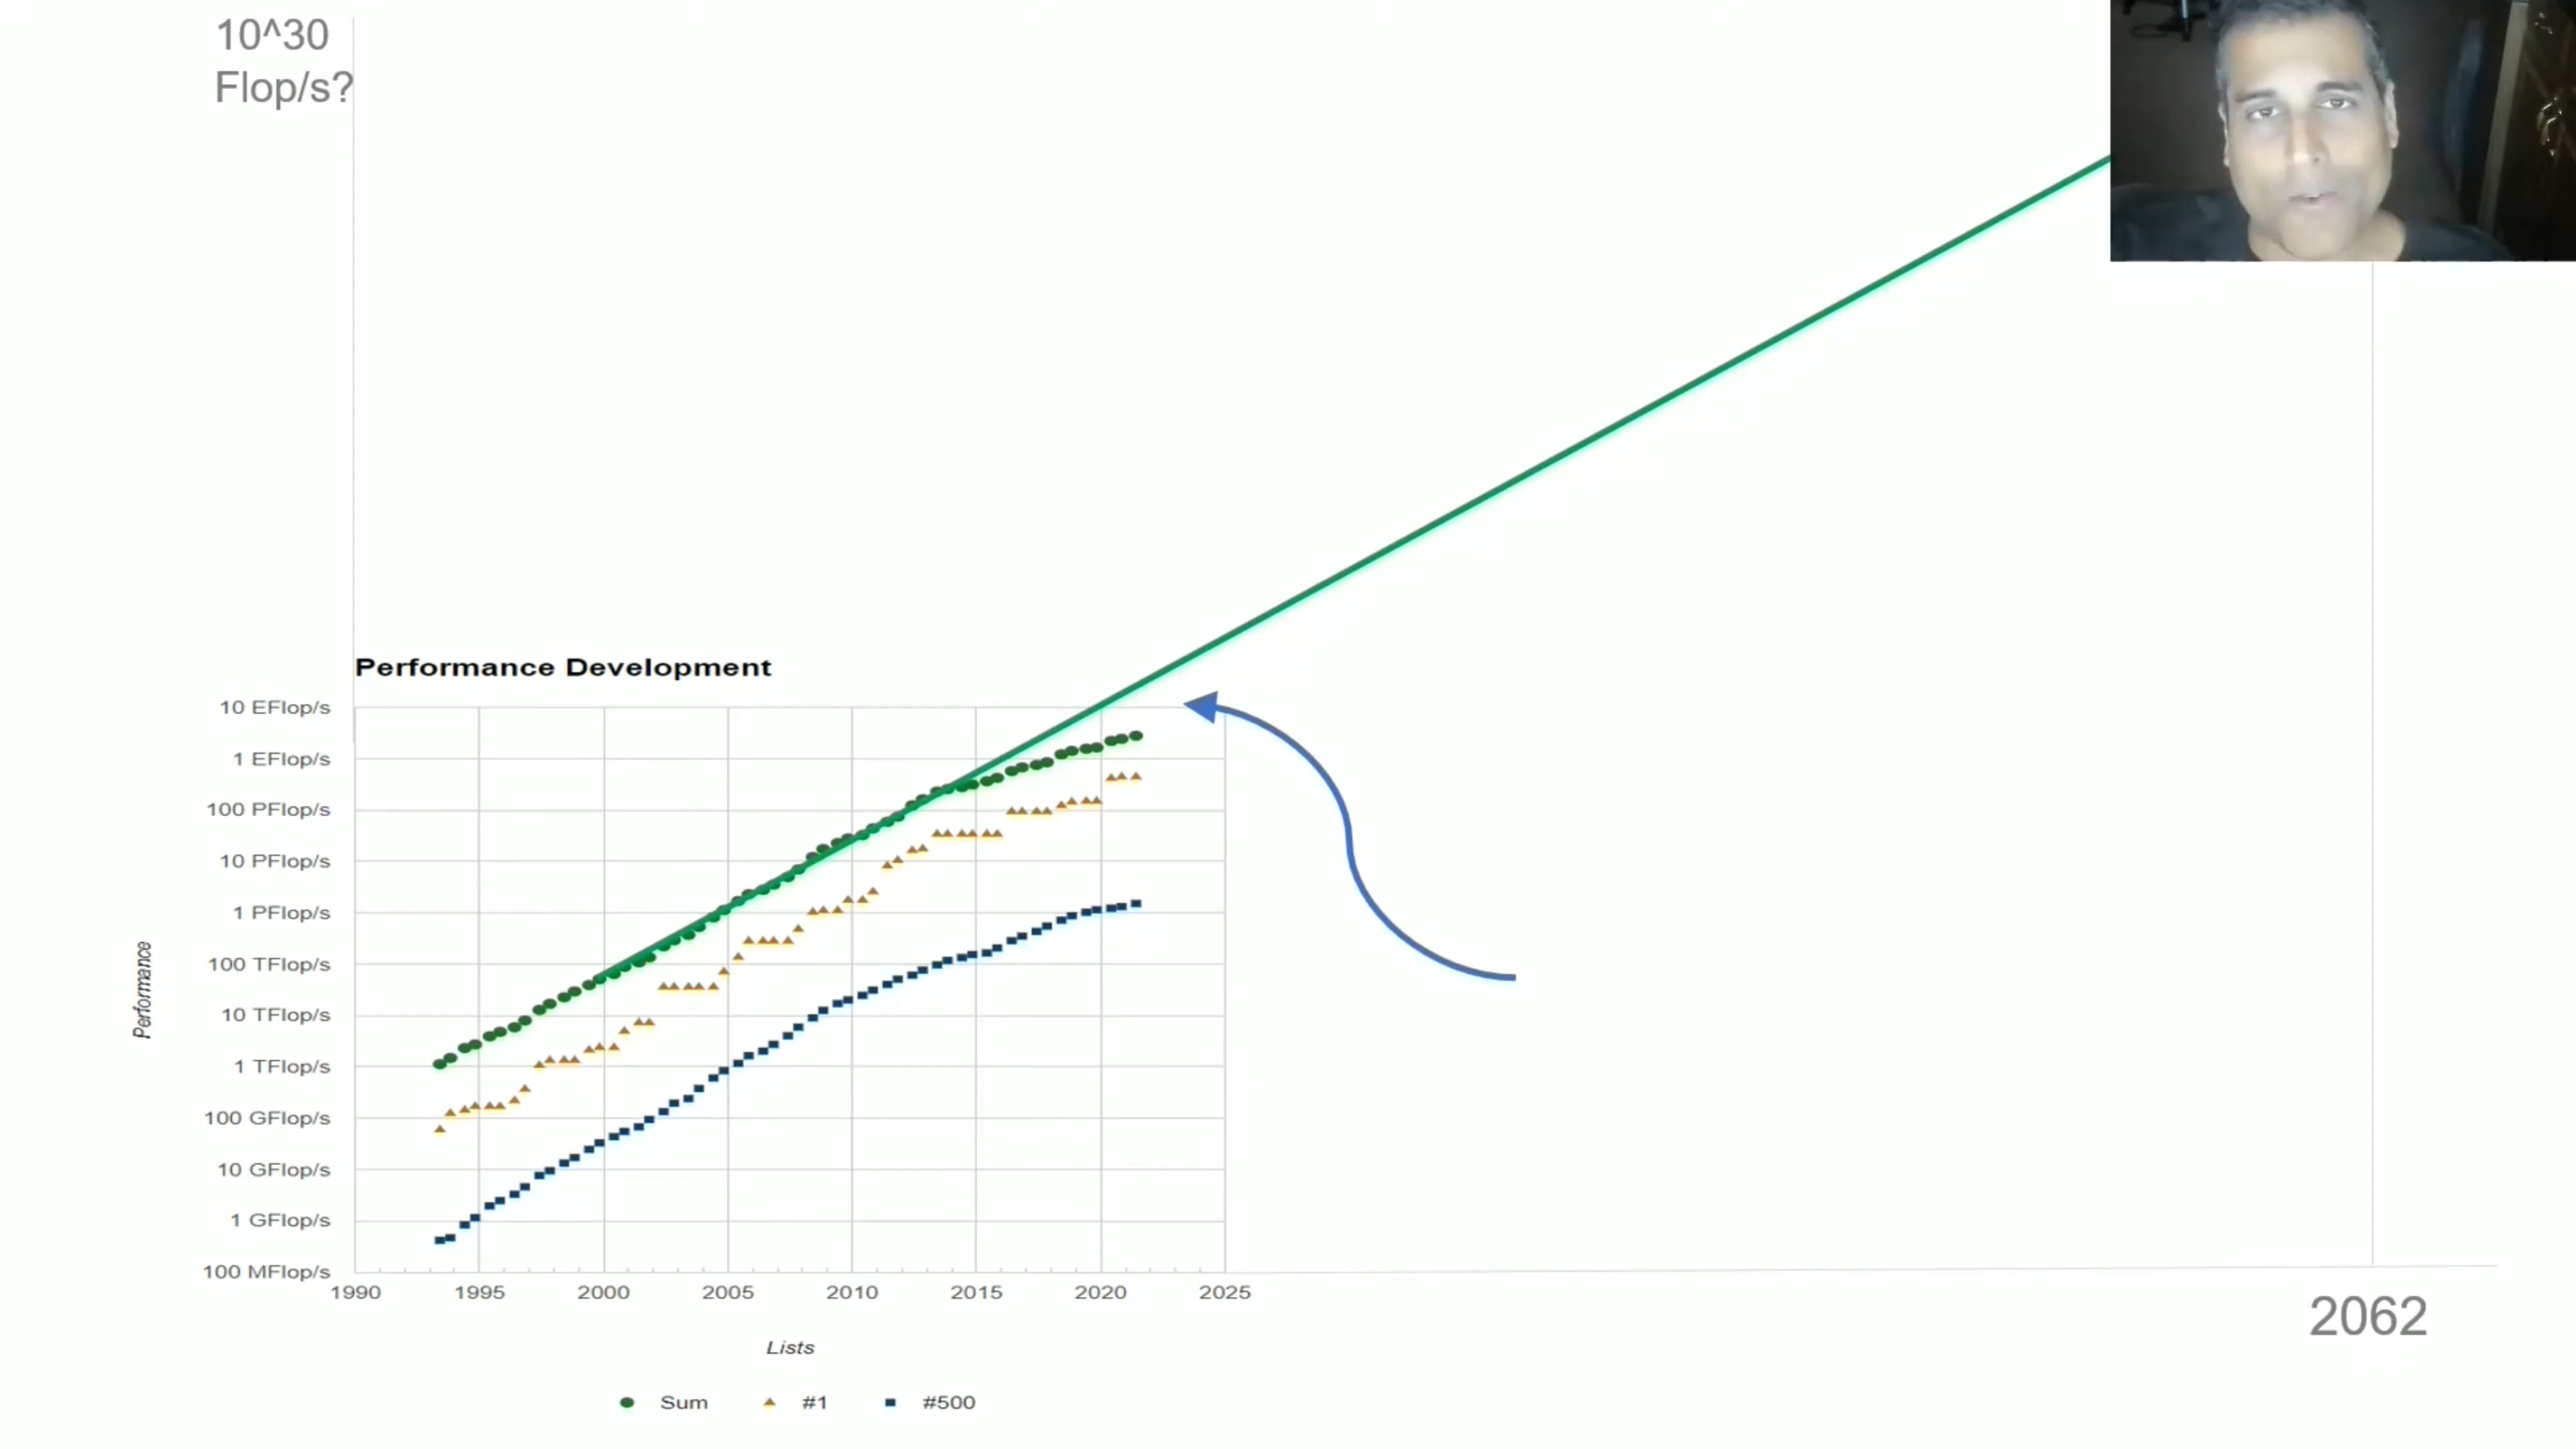 10^30
Flop/s?
Performance Development
10 EFlop/s
1 EFlop/s
100 PFlop/s
10 PFlop/s
1 PFlop/s
100 TFlop/s
10 TFlop/s
1 TFlop/s
100 GFlop/s
10 GFlop/s
1 GFlop/s
100 MFlop/s
Performance
1990 1995 2000 2005 2010 2015 2020 2025
2062
Lists
Sum #1 #500